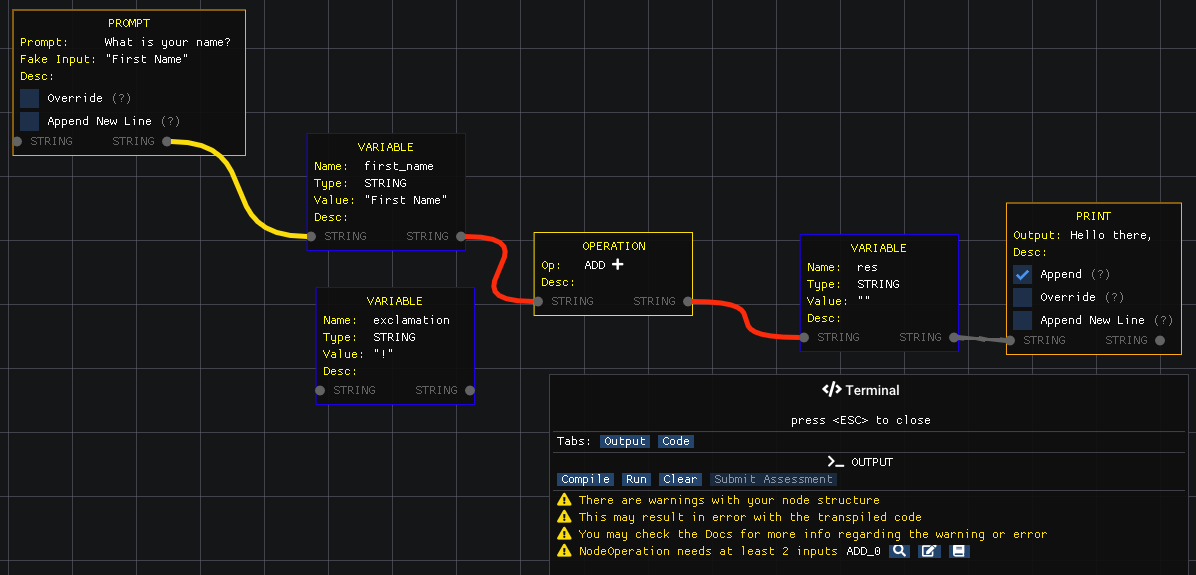 PROMPT
Prompt: What is your name?
Fake Input: "First Name"
Desc:
Override (?)
Append New Line (?)
STRING STRING
VARIABLE
Name: first_name
Type: STRING
Value: "First Name"
Desc:
STRING STRING
VARIABLE
Name: exclamation
Type: STRING
Value: "!"
Desc:
STRING STRING
OPERATION
Op: ADD
Desc:
STRING STRING
VARIABLE
Name: res
Type: STRING
Value: ""
Desc:
STRING STRING
PRINT
Output: Hello there,
Desc:
Append (?)
Override (?)
Append New Line (?)
STRING STRING
Terminal
press <ESC> to close
Tabs: Output Code
OUTPUT
Compile Run Clear Submit Assessment
There are warnings with your node structure
This may result in error with the transpiled code
You may check the Docs for more info regarding the warning or error
NodeOperation needs at least 2 inputs ADD_0